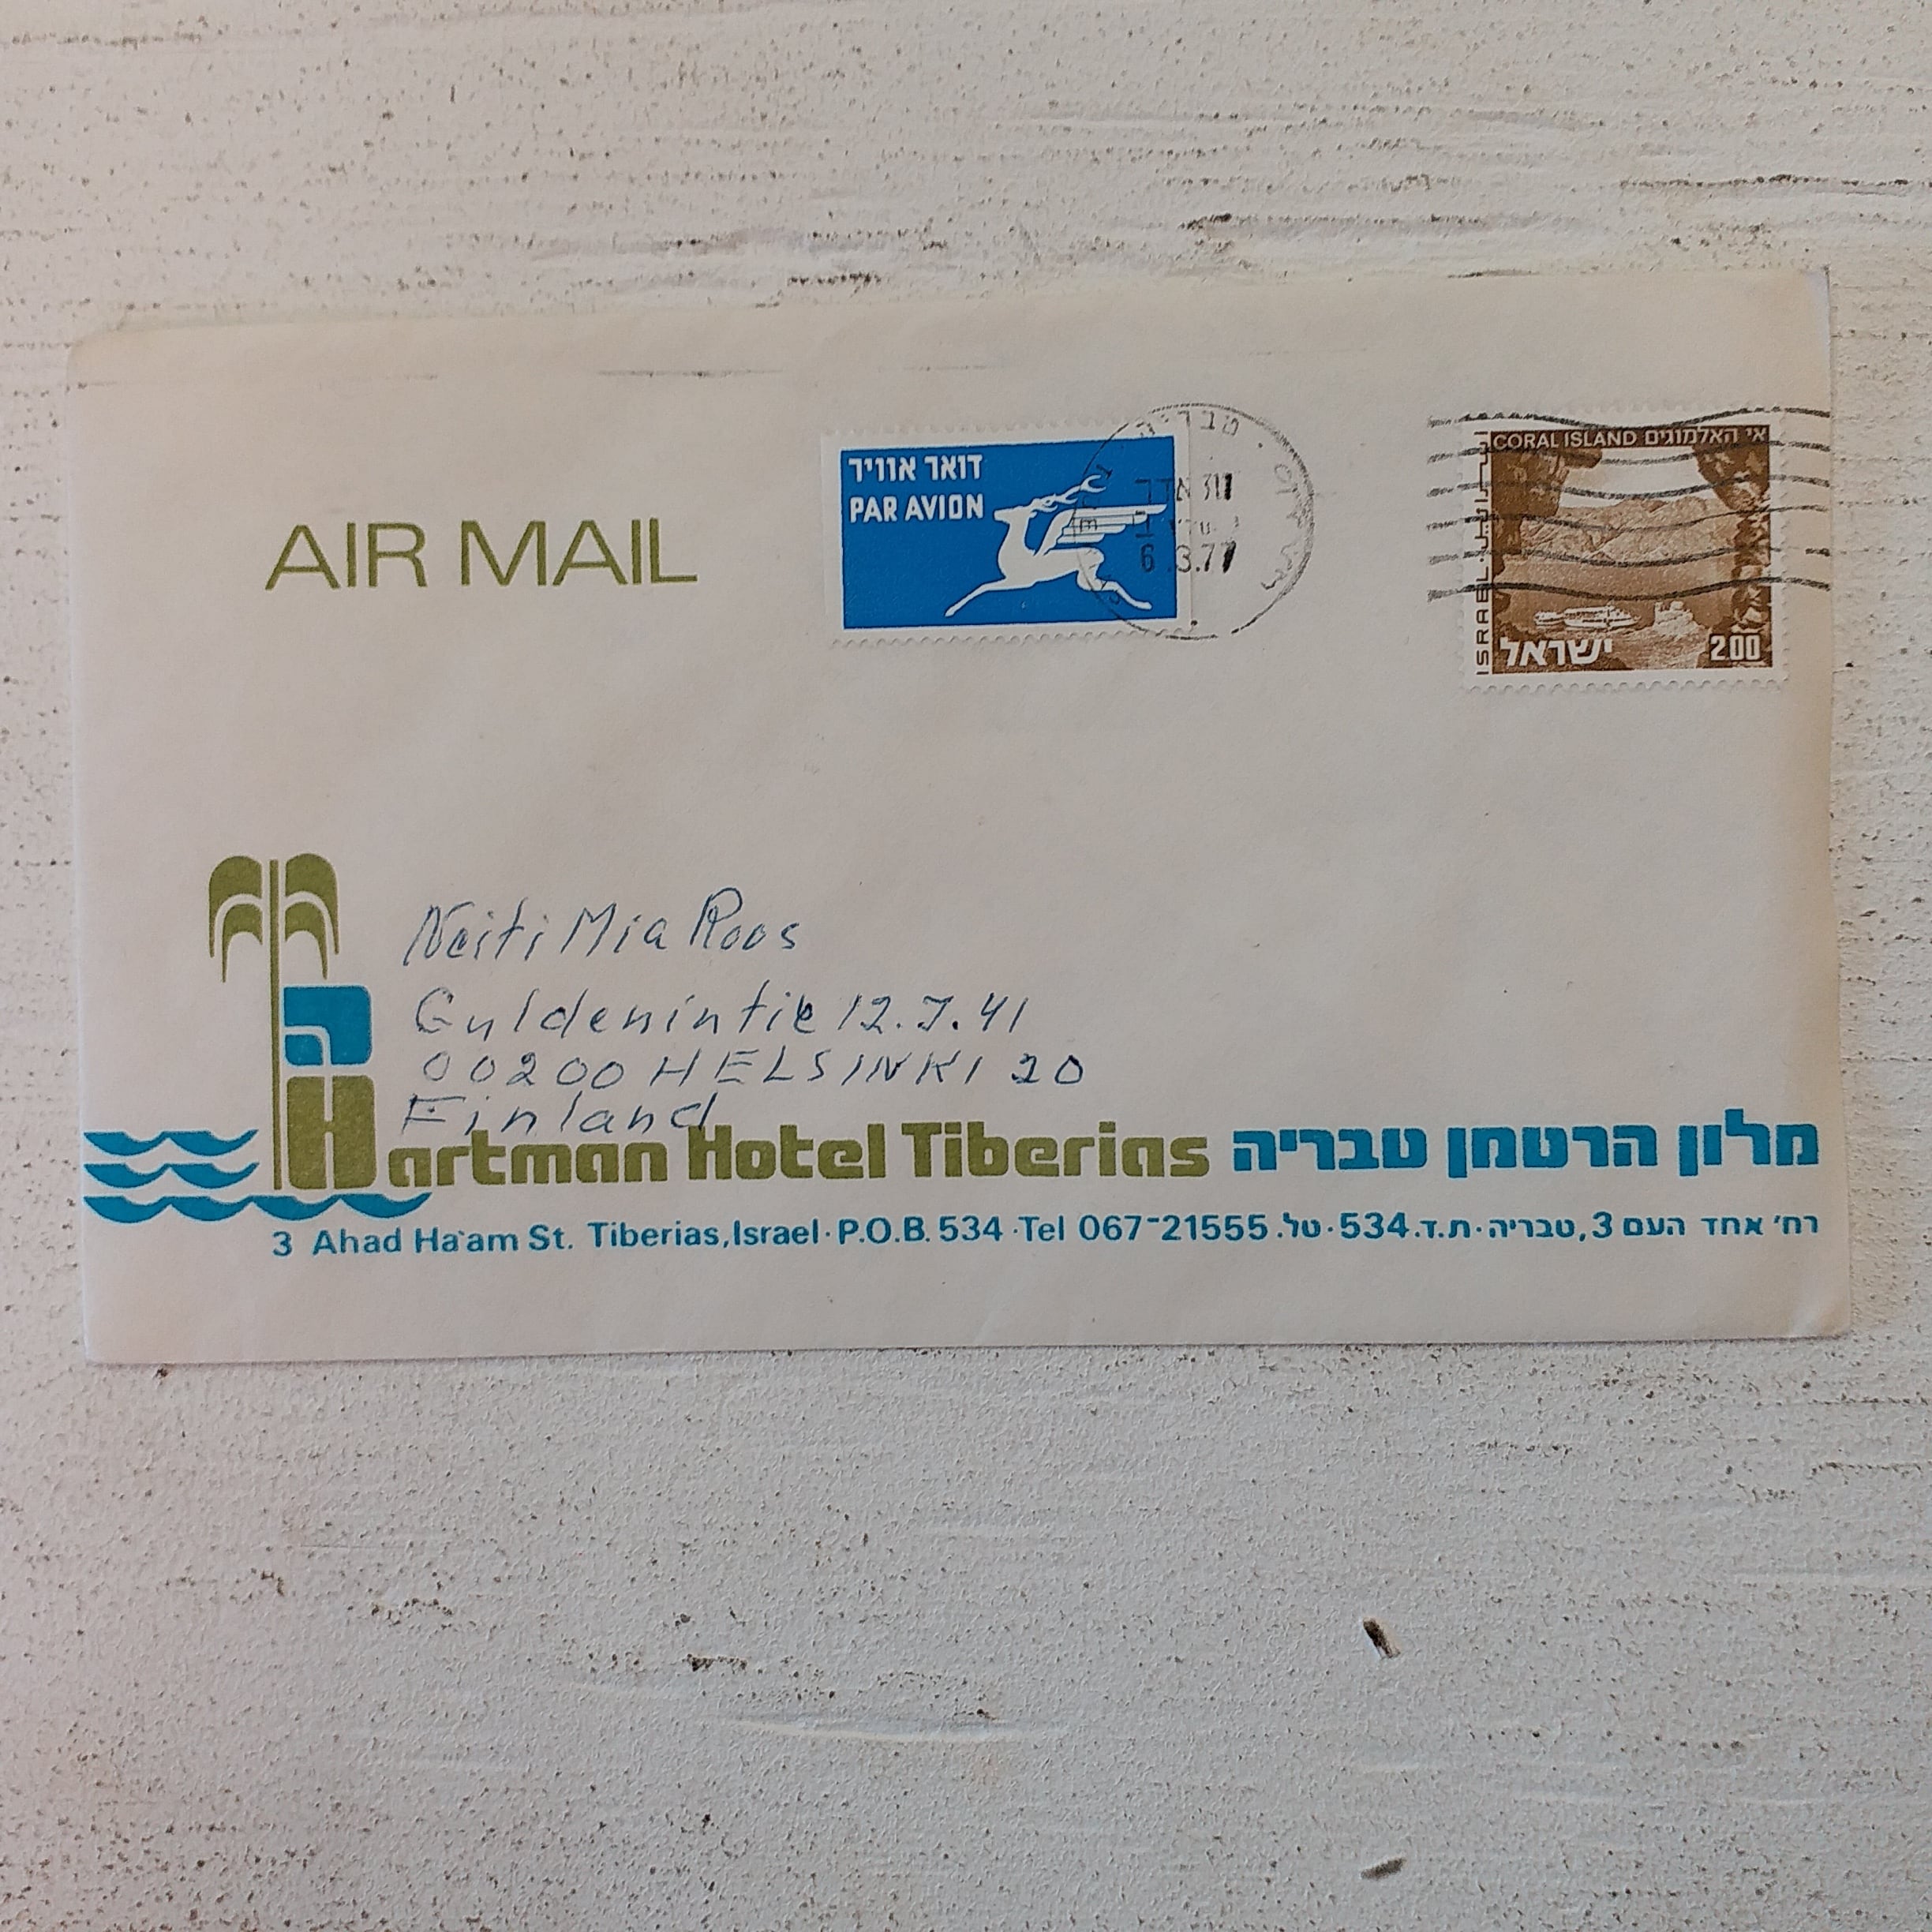 AIR MAIL
דואר אוויר
PAR AVION
טבריה
6.3.77
CORAL ISLAND אי האלמוגים
ISRAEL
ישראל
2.00
Neiti Mia Roos
Guldenintie 12.J.41
00200 HELSINKI 20
Finland
Hartman Hotel Tiberias מלון הרטמן טבריה
3 Ahad Ha'am St. Tiberias, Israel · P.O.B. 534 · Tel 067-21555 רח' אחד העם 3, טבריה · ת.ד. 534 · טל.